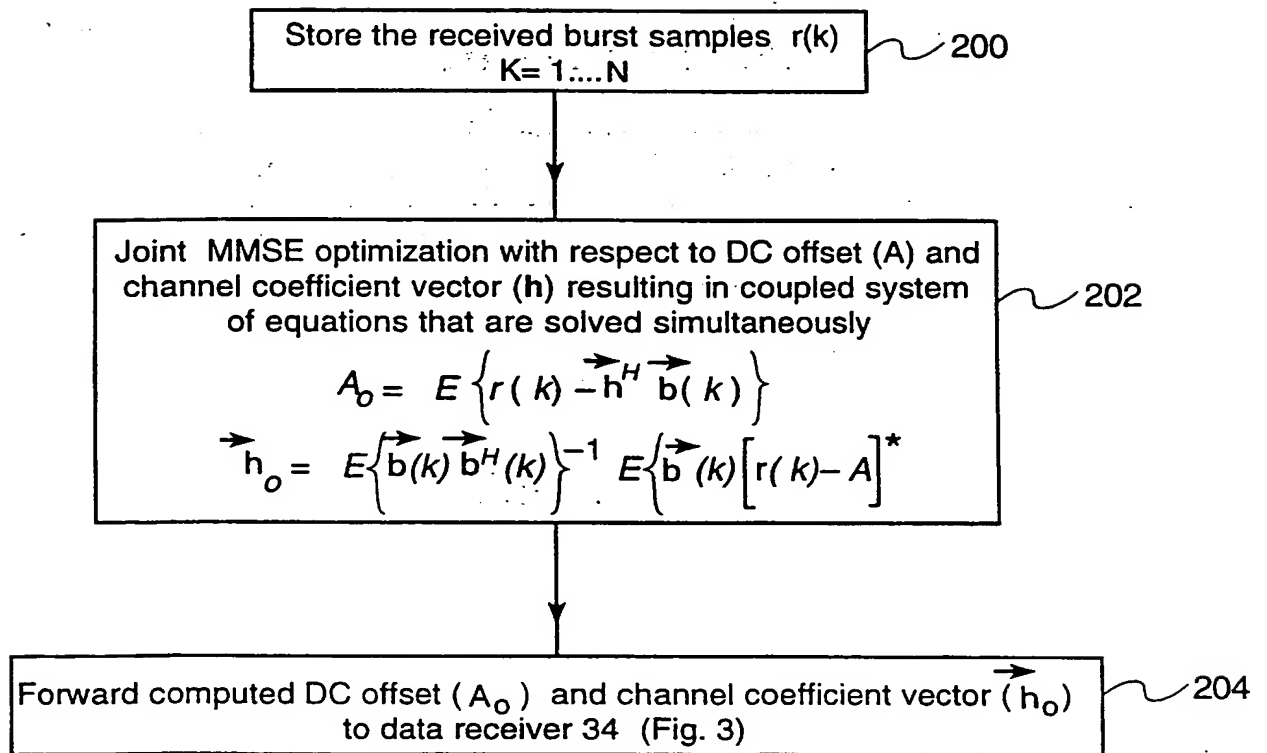 Store the received burst samples r(k)
K= 1....N
200
Joint MMSE optimization with respect to DC offset (A) and
channel coefficient vector (h) resulting in coupled system
of equations that are solved simultaneously
202
A_o = E { r(k) − h⃗^H b⃗(k) }
h⃗_o = E{ b⃗(k) b⃗^H(k) }^−1 E{ b⃗(k) [ r(k) − A ]^*
Forward computed DC offset (A_o) and channel coefficient vector (h⃗_o)
to data receiver 34 (Fig. 3)
204